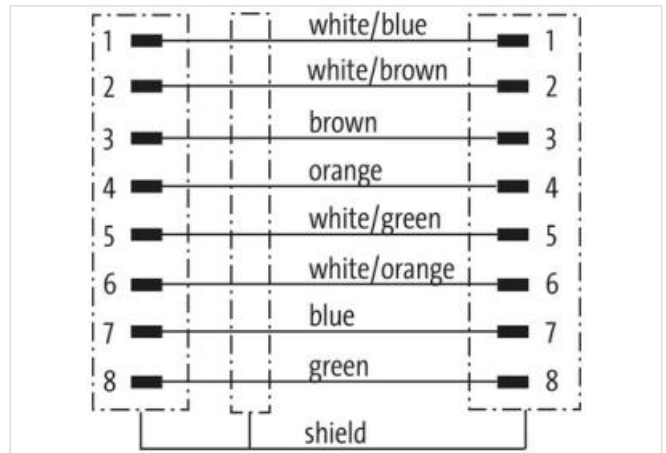 1 white/blue 1
2 white/brown 2
3 brown 3
4 orange 4
5 white/green 5
6 white/orange 6
7 blue 7
8 green 8
shield